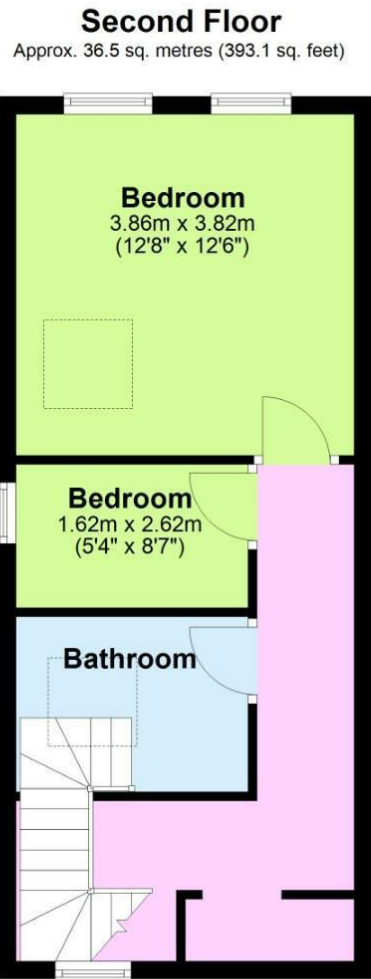 Second Floor
Approx. 36.5 sq. metres (393.1 sq. feet)
Bedroom
3.86m x 3.82m
(12'8" x 12'6")
Bedroom
1.62m x 2.62m
(5'4" x 8'7")
Bathroom